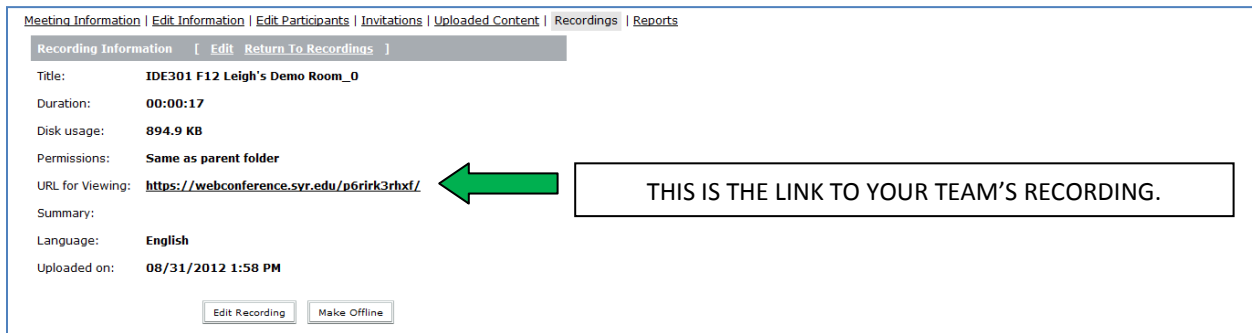 Meeting Information | Edit Information | Edit Participants | Invitations | Uploaded Content | Recordings | Reports
Recording Information [ Edit Return To Recordings ]
Title: IDE301 F12 Leigh's Demo Room_0
Duration: 00:00:17
Disk usage: 894.9 KB
Permissions: Same as parent folder
URL for Viewing: https://webconference.syr.edu/p6rirk3rhxf/
THIS IS THE LINK TO YOUR TEAM’S RECORDING.
Summary:
Language: English
Uploaded on: 08/31/2012 1:58 PM
Edit Recording Make Offline